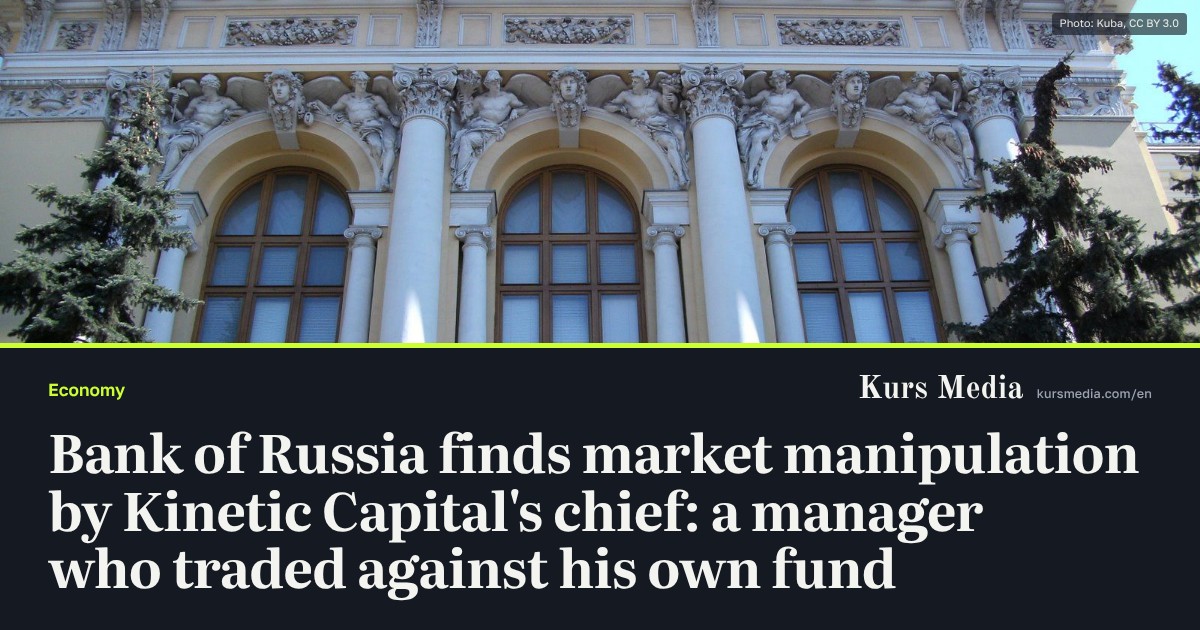 Photo: Kuba, CC BY 3.0
Economy
Kurs Media kursmedia.com/en
Bank of Russia finds market manipulation
by Kinetic Capital's chief: a manager
who traded against his own fund